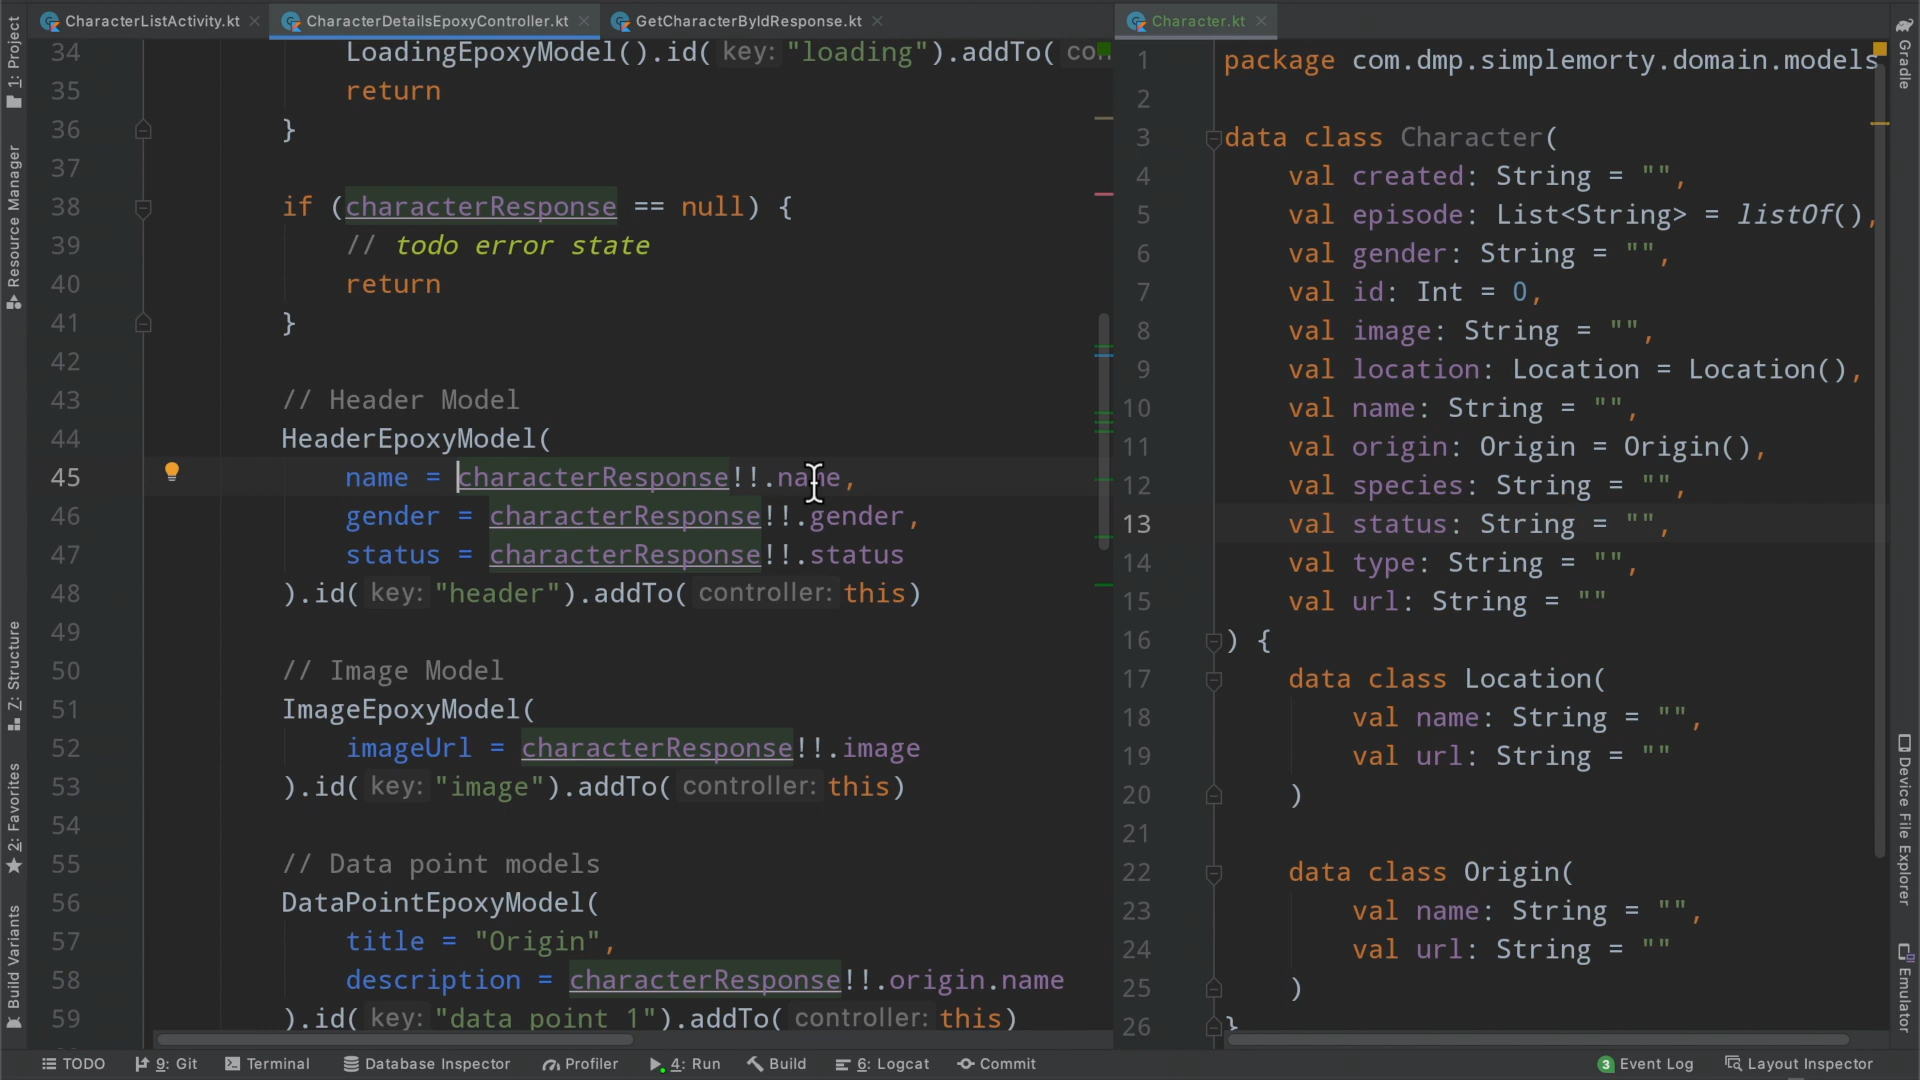 CharacterListActivity.kt
CharacterDetailsEpoxyController.kt
GetCharacterByIdResponse.kt
Character.kt
1: Project
Resource Manager
Z: Structure
2: Favorites
Build Variants
34 LoadingEpoxyModel().id( key: "loading").addTo( co
35 return
36 }
37
38 if (characterResponse == null) {
39 // todo error state
40 return
41 }
42
43 // Header Model
44 HeaderEpoxyModel(
45 name = characterResponse!!.name,
46 gender = characterResponse!!.gender,
47 status = characterResponse!!.status
48 ).id( key: "header").addTo( controller: this)
49
50 // Image Model
51 ImageEpoxyModel(
52 imageUrl = characterResponse!!.image
53 ).id( key: "image").addTo( controller: this)
54
55 // Data point models
56 DataPointEpoxyModel(
57 title = "Origin",
58 description = characterResponse!!.origin.name
59 ).id( key: "data point 1").addTo( controller: this)
1 package com.dmp.simplemorty.domain.models
2
3 data class Character(
4 val created: String = "",
5 val episode: List<String> = listOf(),
6 val gender: String = "",
7 val id: Int = 0,
8 val image: String = "",
9 val location: Location = Location(),
10 val name: String = "",
11 val origin: Origin = Origin(),
12 val species: String = "",
13 val status: String = "",
14 val type: String = "",
15 val url: String = ""
16 ) {
17 data class Location(
18 val name: String = "",
19 val url: String = ""
20 )
21
22 data class Origin(
23 val name: String = "",
24 val url: String = ""
25 )
26 }
Gradle
Device File Explorer
Emulator
TODO
9: Git
Terminal
Database Inspector
Profiler
4: Run
Build
6: Logcat
Commit
3 Event Log
Layout Inspector